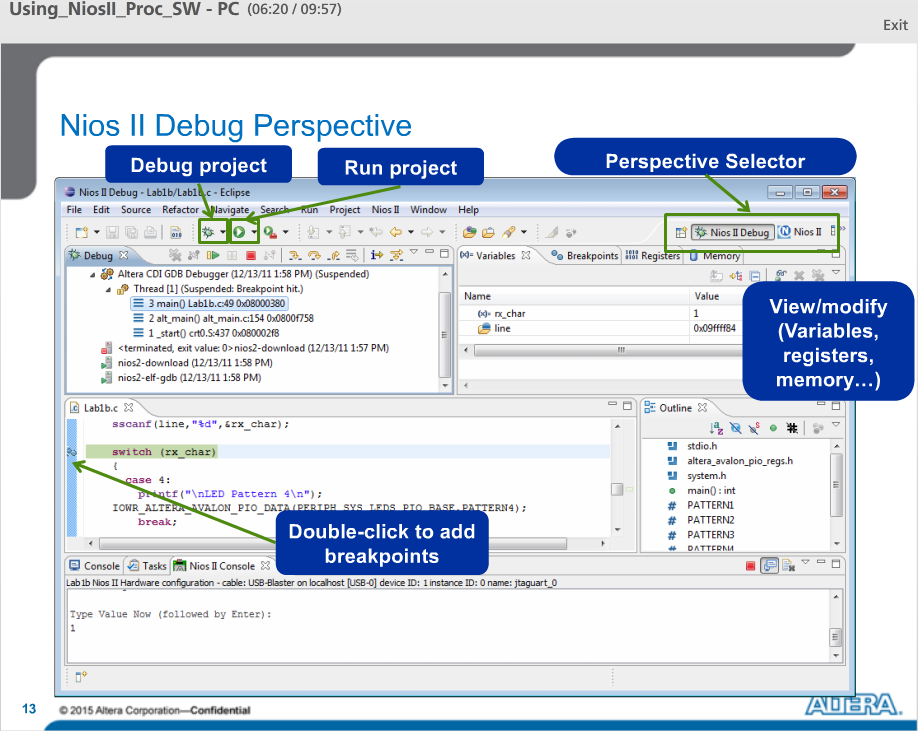 Using_NiosII_Proc_SW - PC (06:20 / 09:57)
Exit
Nios II Debug Perspective
Debug project
Run project
Perspective Selector
Nios II Debug - Lab1b/Lab1b.c - Eclipse
File Edit Source Refactor Navigate Search Run Project Nios II Window Help
Nios II Debug Nios II
Debug
Altera CDI GDB Debugger (12/13/11 1:58 PM) (Suspended)
Thread [1] (Suspended: Breakpoint hit.)
3 main() Lab1b.c:49 0x08000380
2 alt_main() alt_main.c:154 0x0800f758
1 _start() crt0.S:437 0x080002f8
<terminated, exit value: 0>nios2-download (12/13/11 1:57 PM)
nios2-download (12/13/11 1:58 PM)
nios2-elf-gdb (12/13/11 1:58 PM)
Variables Breakpoints Registers Memory
Name Value
rx_char 1
line 0x09ffff84
View/modify
(Variables,
registers,
memory…)
Lab1b.c
sscanf(line,"%d",&rx_char);
switch (rx_char)
{
case 4:
printf("\nLED Pattern 4\n");
IOWR_ALTERA_AVALON_PIO_DATA(PERIPH_SYS_LEDS_PIO_BASE,PATTERN4);
break;
Double-click to add
breakpoints
Outline
stdio.h
altera_avalon_pio_regs.h
system.h
main() : int
PATTERN1
PATTERN2
PATTERN3
PATTERN4
Console Tasks Nios II Console
Lab1b Nios II Hardware configuration - cable: USB-Blaster on localhost [USB-0] device ID: 1 instance ID: 0 name: jtaguart_0
Type Value Now (followed by Enter):
1
13
© 2015 Altera Corporation—Confidential
ALTERA.